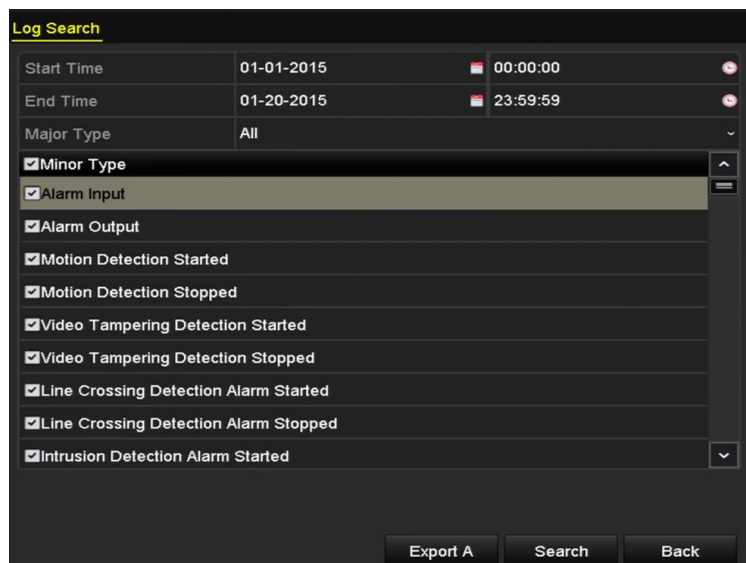 Log Search
Start Time 01-01-2015 00:00:00
End Time 01-20-2015 23:59:59
Major Type All
Minor Type
Alarm Input
Alarm Output
Motion Detection Started
Motion Detection Stopped
Video Tampering Detection Started
Video Tampering Detection Stopped
Line Crossing Detection Alarm Started
Line Crossing Detection Alarm Stopped
Intrusion Detection Alarm Started
Export A Search Back